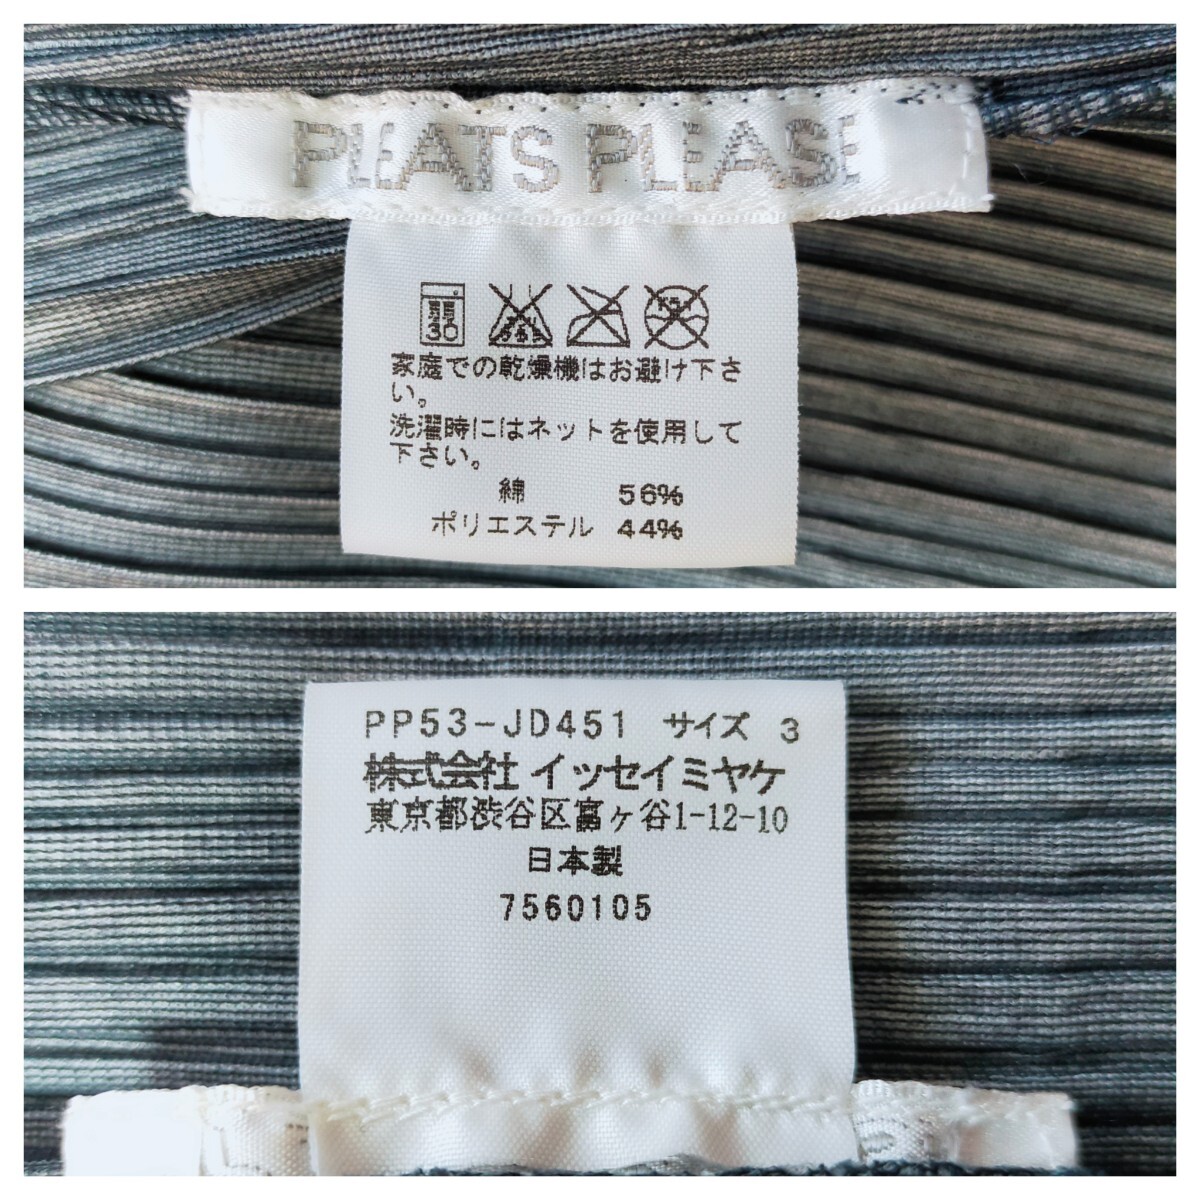 PLEATS PLEASE
弱
30
家庭での乾燥機はお避け下さ
い。
洗濯時にはネットを使用して
下さい。
綿 56%
ポリエステル 44%
PP53-JD451 サイズ 3
株式会社 イッセイミヤケ
東京都渋谷区富ヶ谷1-12-10
日本製
7560105